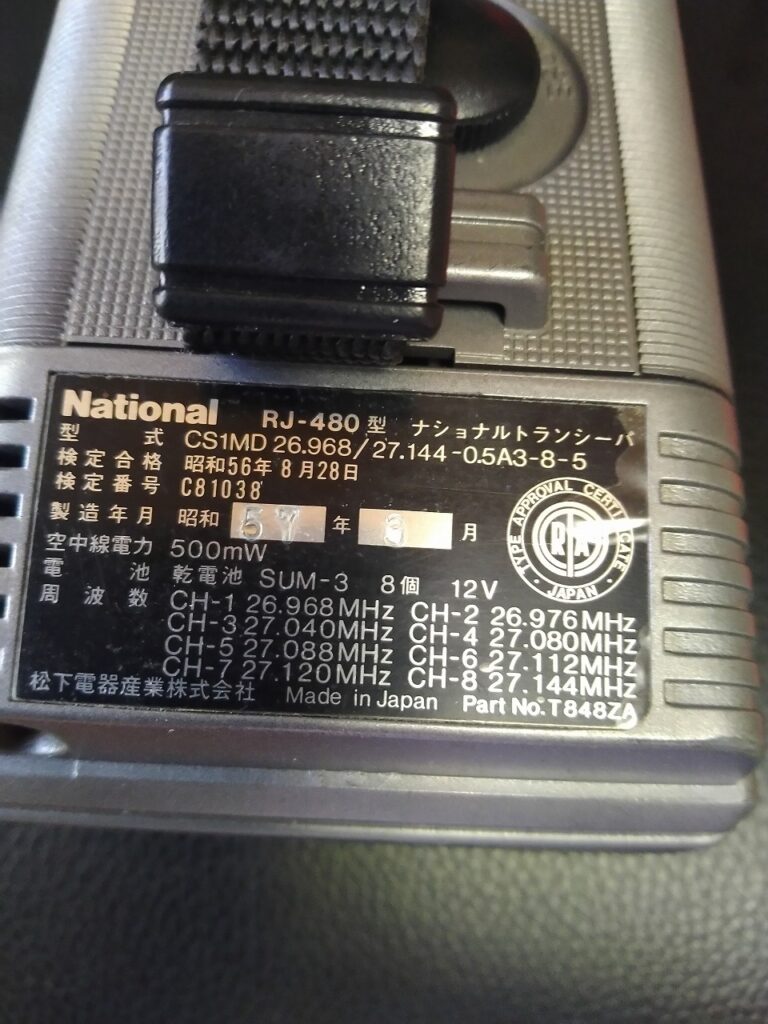 National RJ-480型 ナショナルトランシーバ
型式 CS1MD 26.968/27.144-0.5A3-8-5
検定合格 昭和56年8月28日
検定番号 C81038
製造年月 昭和 年 月
空中線電力 500mW
電池 乾電池 SUM-3 8個 12V
周波数 CH-1 26.968MHz CH-2 26.976MHz
CH-3 27.040MHz CH-4 27.080MHz
CH-5 27.088MHz CH-6 27.112MHz
CH-7 27.120MHz CH-8 27.144MHz
松下電器産業株式会社 Made in Japan Part No.T848ZA
TYPE APPROVAL CERTIFICATE
JAPAN